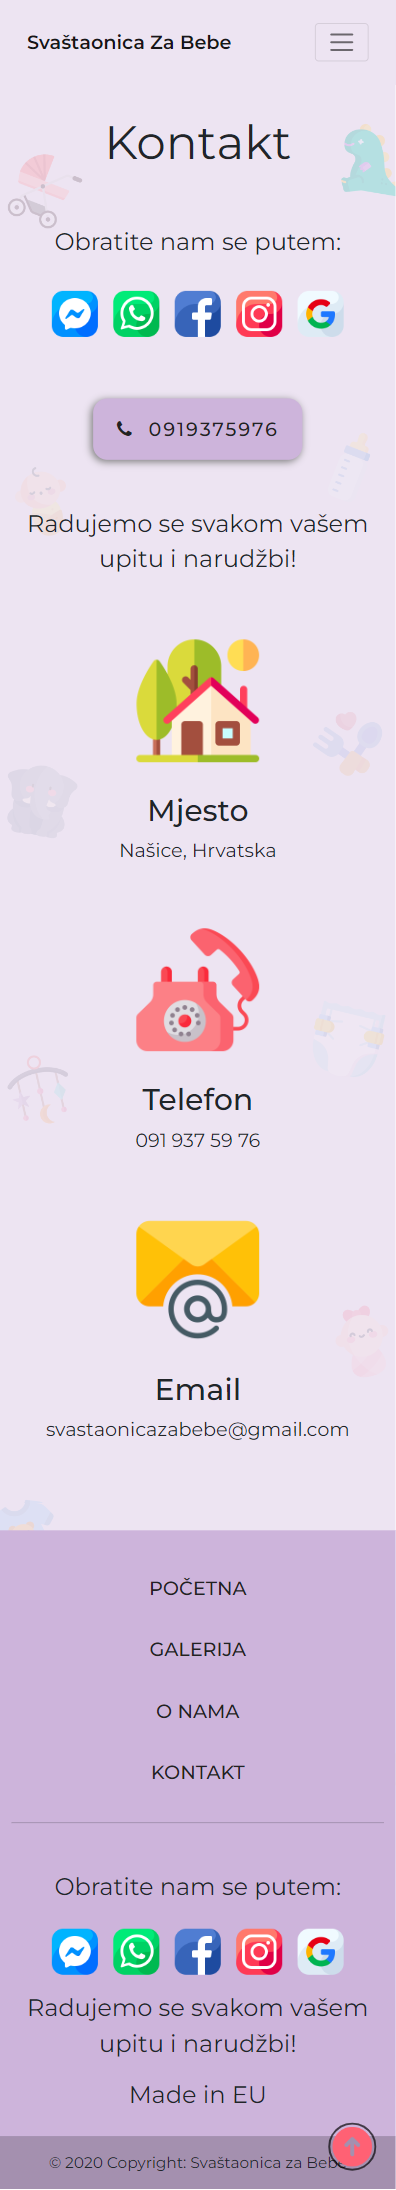 Svaštaonica Za Bebe
Kontakt
Obratite nam se putem:
0919375976
Radujemo se svakom vašem
upitu i narudžbi!
Mjesto
Našice, Hrvatska
Telefon
091 937 59 76
Email
svastaonicazabebe@gmail.com
POČETNA
GALERIJA
O NAMA
KONTAKT
Obratite nam se putem:
Radujemo se svakom vašem
upitu i narudžbi!
Made in EU
© 2020 Copyright: Svaštaonica za Bebe